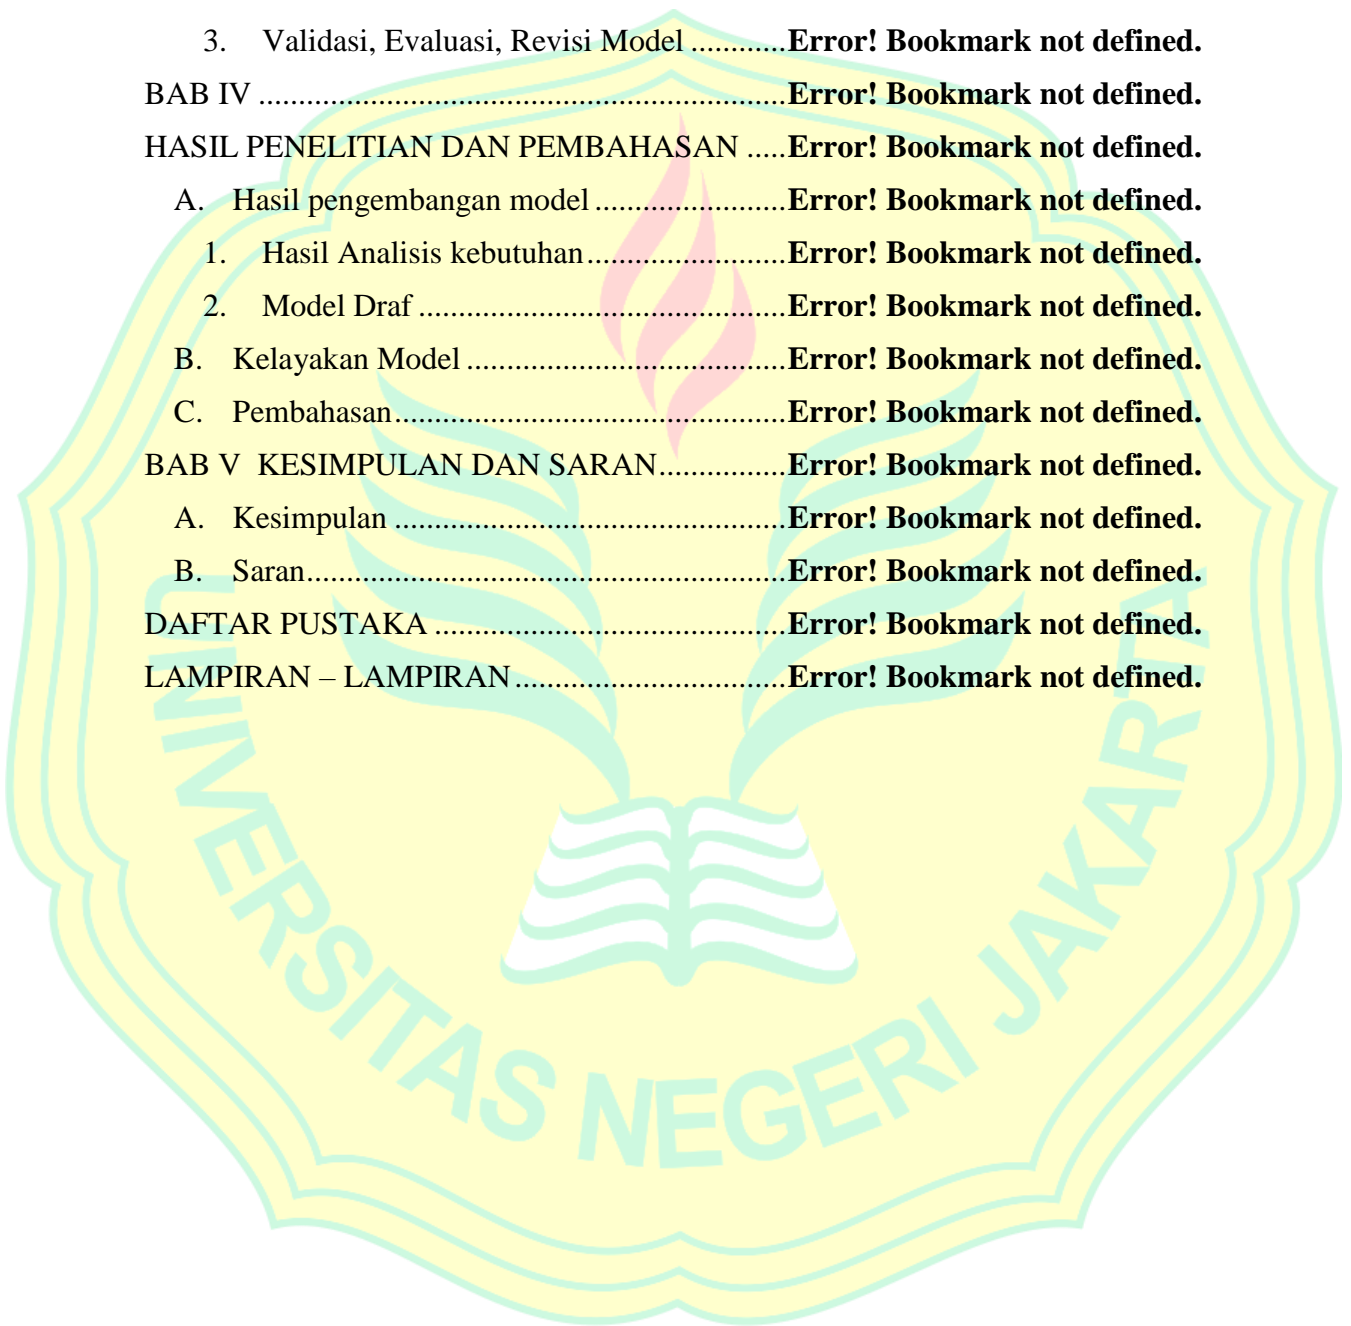 3. Validasi, Evaluasi, Revisi Model ............Error! Bookmark not defined.
BAB IV ..................................................................Error! Bookmark not defined.
HASIL PENELITIAN DAN PEMBAHASAN .....Error! Bookmark not defined.
A. Hasil pengembangan model ........................Error! Bookmark not defined.
1. Hasil Analisis kebutuhan.........................Error! Bookmark not defined.
2. Model Draf ..............................................Error! Bookmark not defined.
B. Kelayakan Model ........................................Error! Bookmark not defined.
C. Pembahasan.................................................Error! Bookmark not defined.
BAB V KESIMPULAN DAN SARAN................Error! Bookmark not defined.
A. Kesimpulan .................................................Error! Bookmark not defined.
B. Saran............................................................Error! Bookmark not defined.
DAFTAR PUSTAKA ............................................Error! Bookmark not defined.
LAMPIRAN – LAMPIRAN..................................Error! Bookmark not defined.
UNIVERSITAS NEGERI JAKARTA